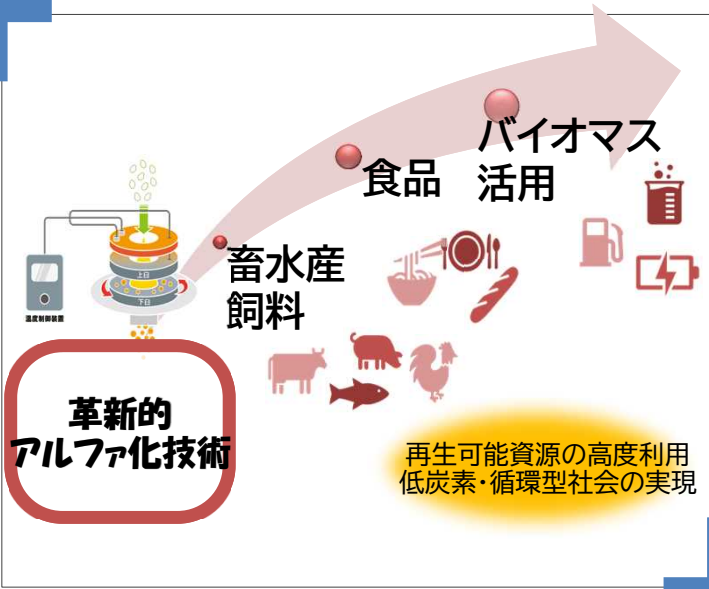 バイオマス
活用
食品
畜水産
飼料
上臼
下臼
温度制御装置
革新的
アルファ化技術
再生可能資源の高度利用
低炭素・循環型社会の実現